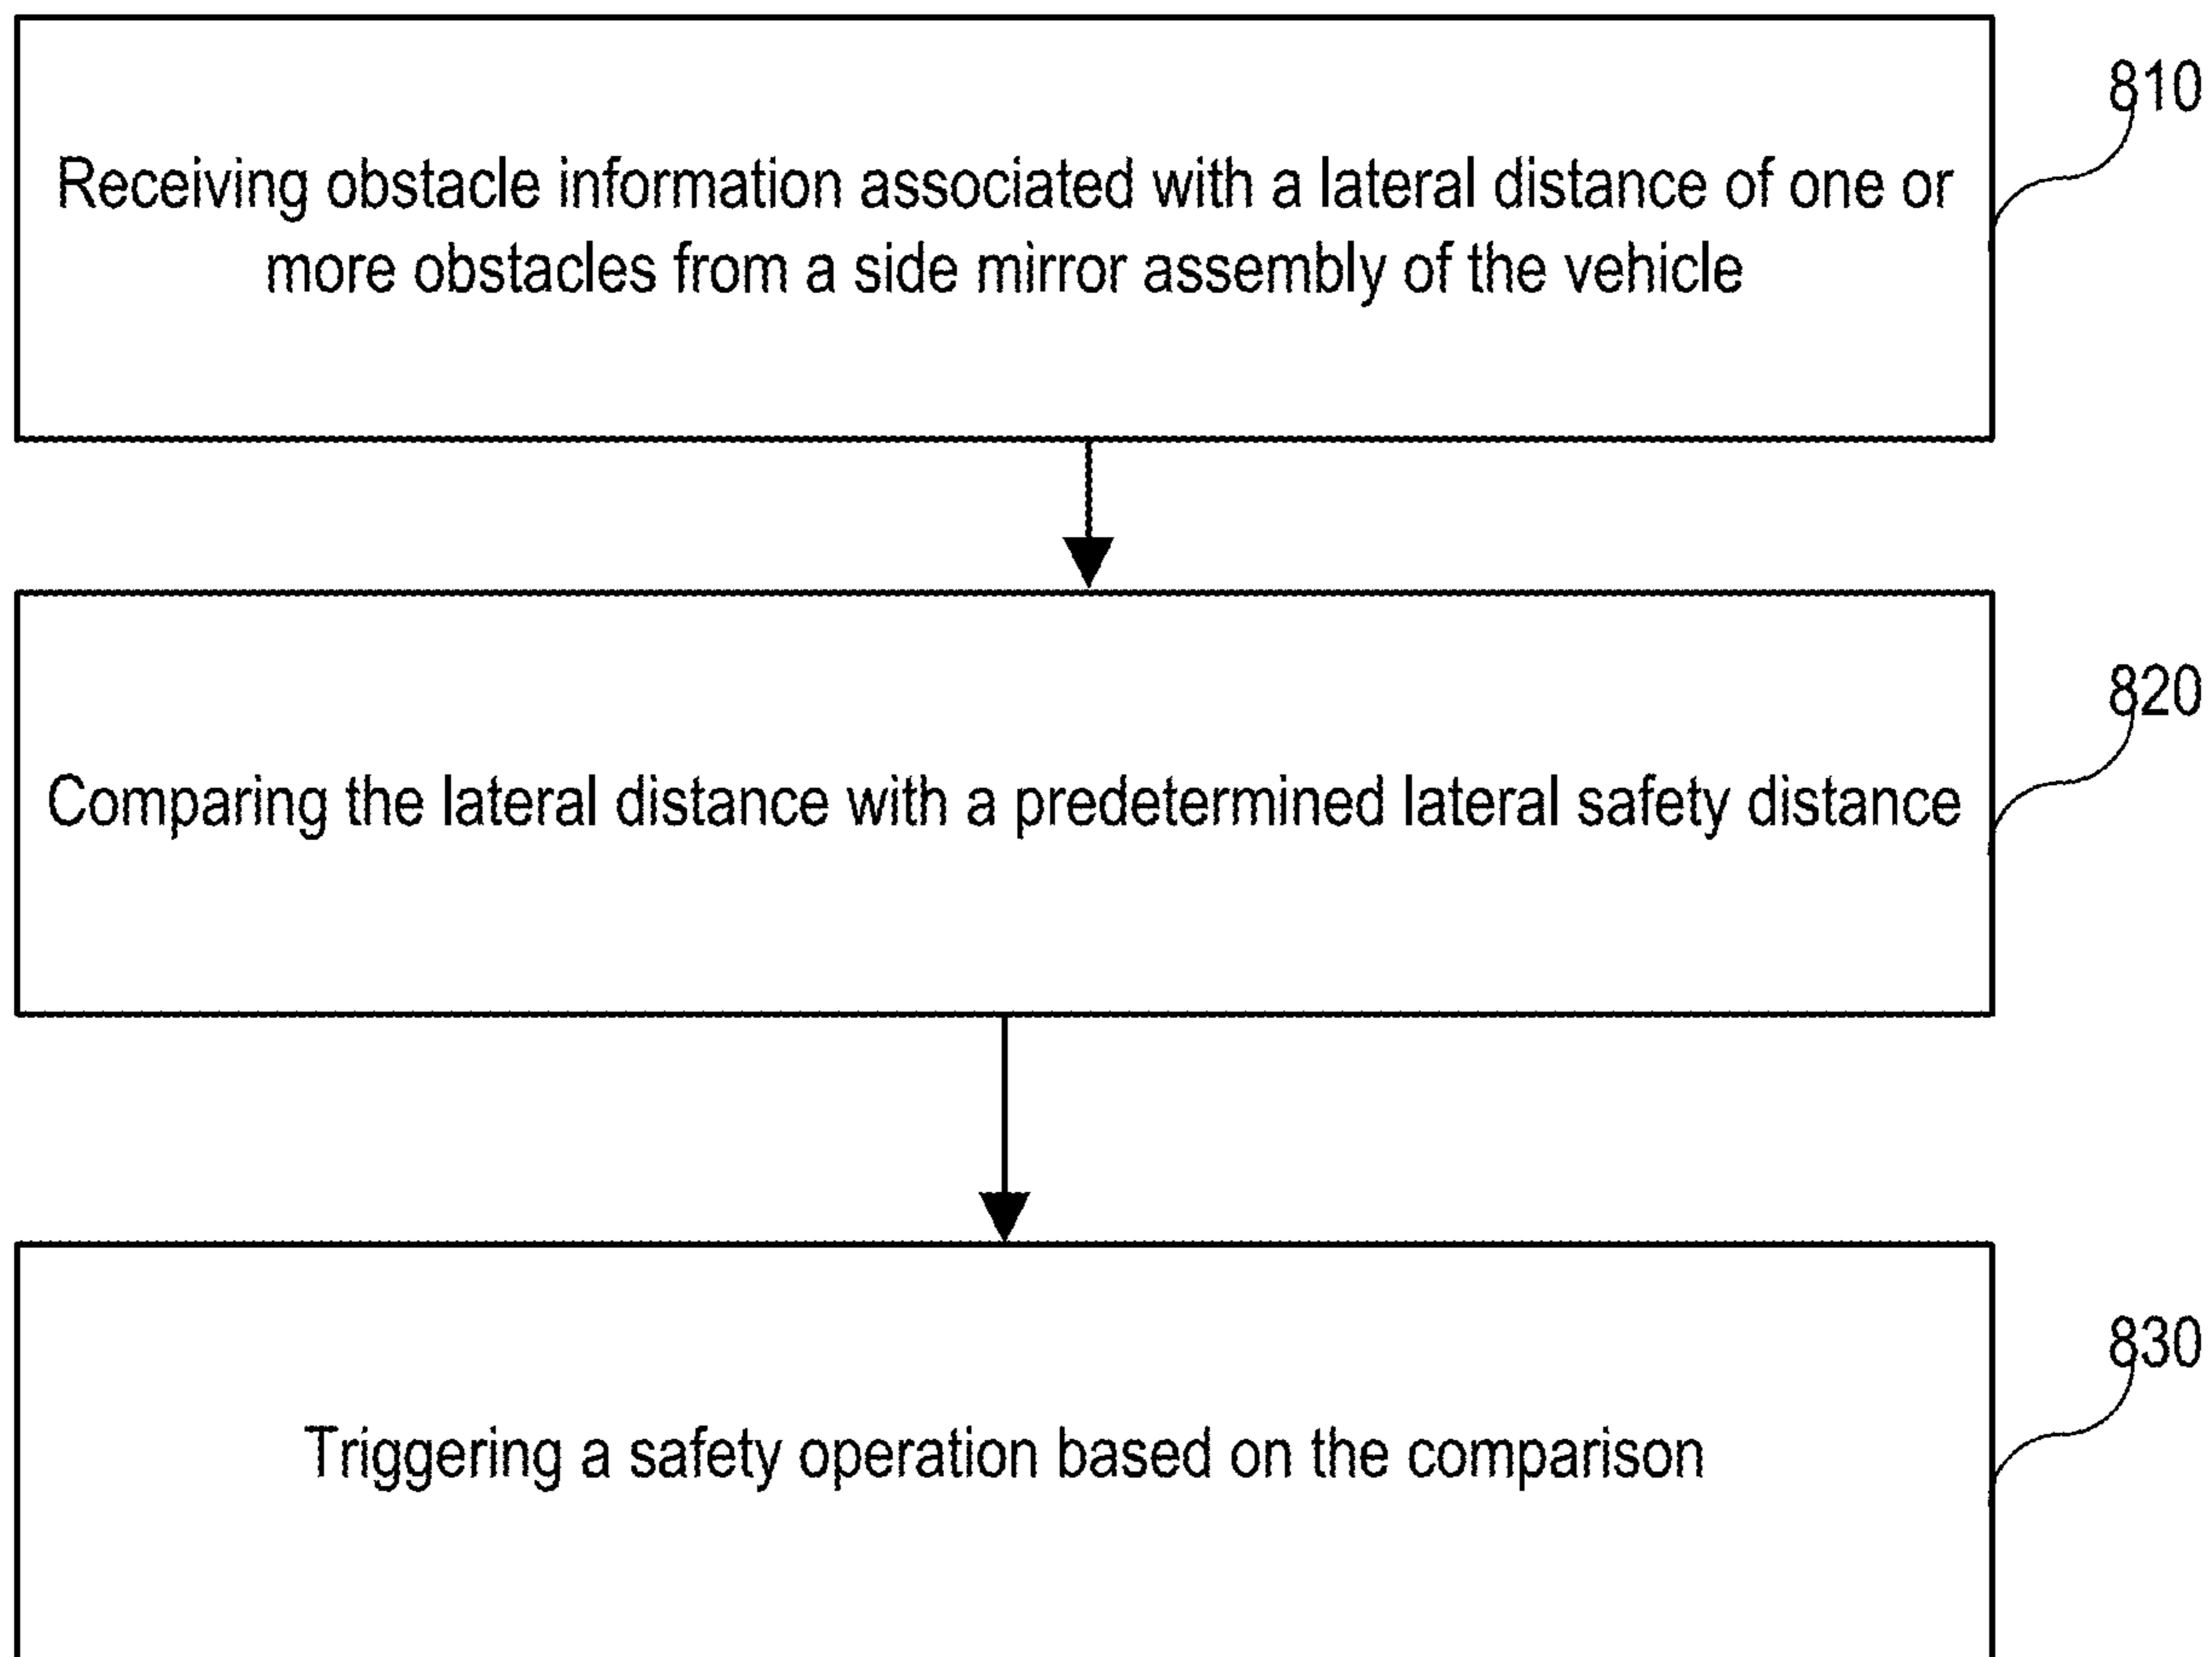 810
Receiving obstacle information associated with a lateral distance of one or
more obstacles from a side mirror assembly of the vehicle
820
Comparing the lateral distance with a predetermined lateral safety distance
830
Triggering a safety operation based on the comparison